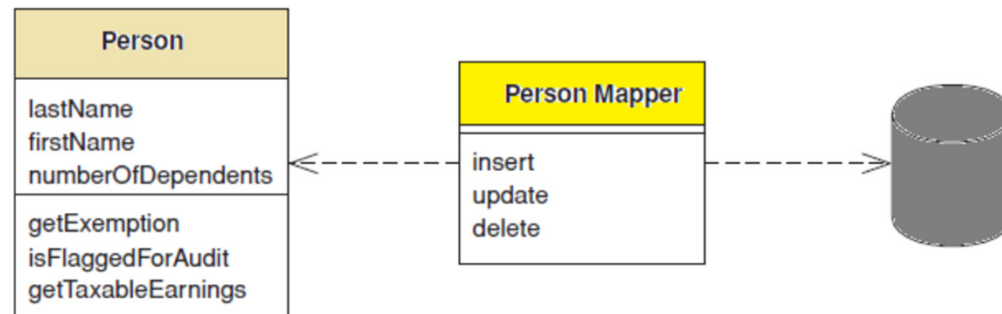 Person
lastName
firstName
numberOfDependents
getExemption
isFlaggedForAudit
getTaxableEarnings
Person Mapper
insert
update
delete